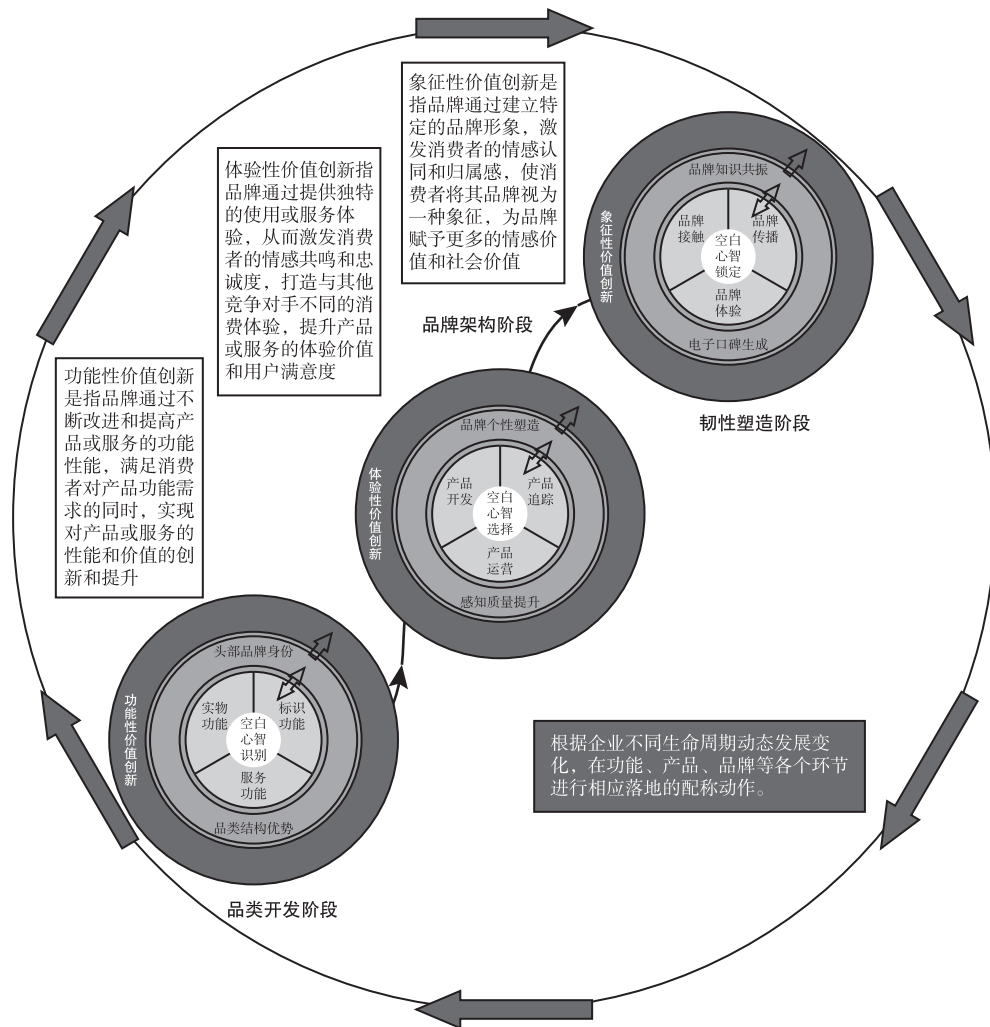 象征性价值创新是
指品牌通过建立特
定的品牌形象，激
发消费者的情感认
同和归属感，使消
费者将其品牌视为
一种象征，为品牌
赋予更多的情感价
值和社会价值
体验性价值创新指
品牌通过提供独特
的使用或服务体
验，从而激发消费
者的情感共鸣和忠
诚度，打造与其他
竞争对手不同的消
费体验，提升产品
或服务的体验价值
和用户满意度
功能性价值创新
是指品牌通过不
断改进和提高产
品或服务的功能
性能，满足消费
者对产品功能需
求的同时，实现
对产品或服务的
性能和价值的创
新和提升
象征性价值创新
品牌知识共振
品牌
接触
品牌
传播
空白
心智
锁定
品牌
体验
电子口碑生成
韧性塑造阶段
品牌架构阶段
体验性价值创新
品牌个性塑造
产品
开发
产品
追踪
空白
心智
选择
产品
运营
感知质量提升
功能性价值创新
头部品牌身份
实物
功能
标识
功能
空白
心智
识别
服务
功能
品类结构优势
品类开发阶段
根据企业不同生命周期动态发展变
化，在功能、产品、品牌等各个环节
进行相应落地的配称动作。